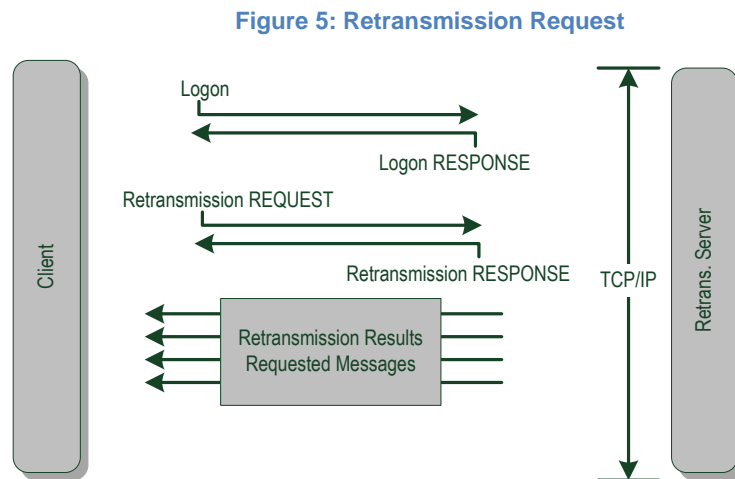 Figure 5: Retransmission Request
Logon
Logon RESPONSE
Retransmission REQUEST
Retransmission RESPONSE
Client
TCP/IP
Retrans. Server
Retransmission Results
Requested Messages